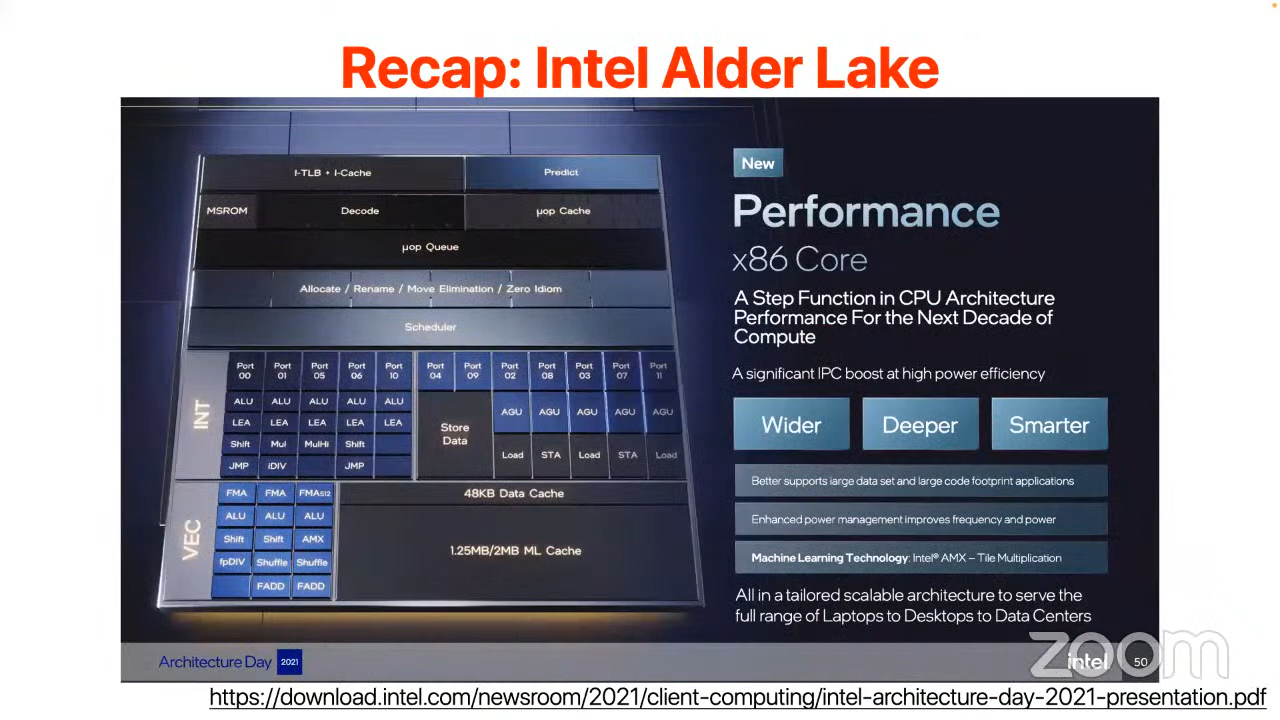 Recap: Intel Alder Lake
I-TLB + I-Cache
Predict
MSROM
Decode
µop Cache
µop Queue
Allocate / Rename / Move Elimination / Zero Idiom
Scheduler
INT
Port 00
Port 01
Port 05
Port 06
Port 10
Port 04
Port 09
Port 02
Port 08
Port 03
Port 07
Port 11
ALU ALU ALU ALU ALU
LEA LEA LEA LEA LEA
Shift Mul MulHi Shift
JMP iDIV JMP
Store
Data
AGU AGU AGU AGU AGU
Load STA Load STA Load
VEC
FMA FMA FMA512
ALU ALU ALU
Shift Shift AMX
fpDIV Shuffle Shuffle
FADD FADD
48KB Data Cache
1.25MB/2MB ML Cache
New
Performance
x86 Core
A Step Function in CPU Architecture
Performance For the Next Decade of
Compute
A significant IPC boost at high power efficiency
Wider
Deeper
Smarter
Better supports large data set and large code footprint applications
Enhanced power management improves frequency and power
Machine Learning Technology: Intel® AMX – Tile Multiplication
All in a tailored scalable architecture to serve the
full range of Laptops to Desktops to Data Centers
Architecture Day 2021
zoom
intel
50
https://download.intel.com/newsroom/2021/client-computing/intel-architecture-day-2021-presentation.pdf